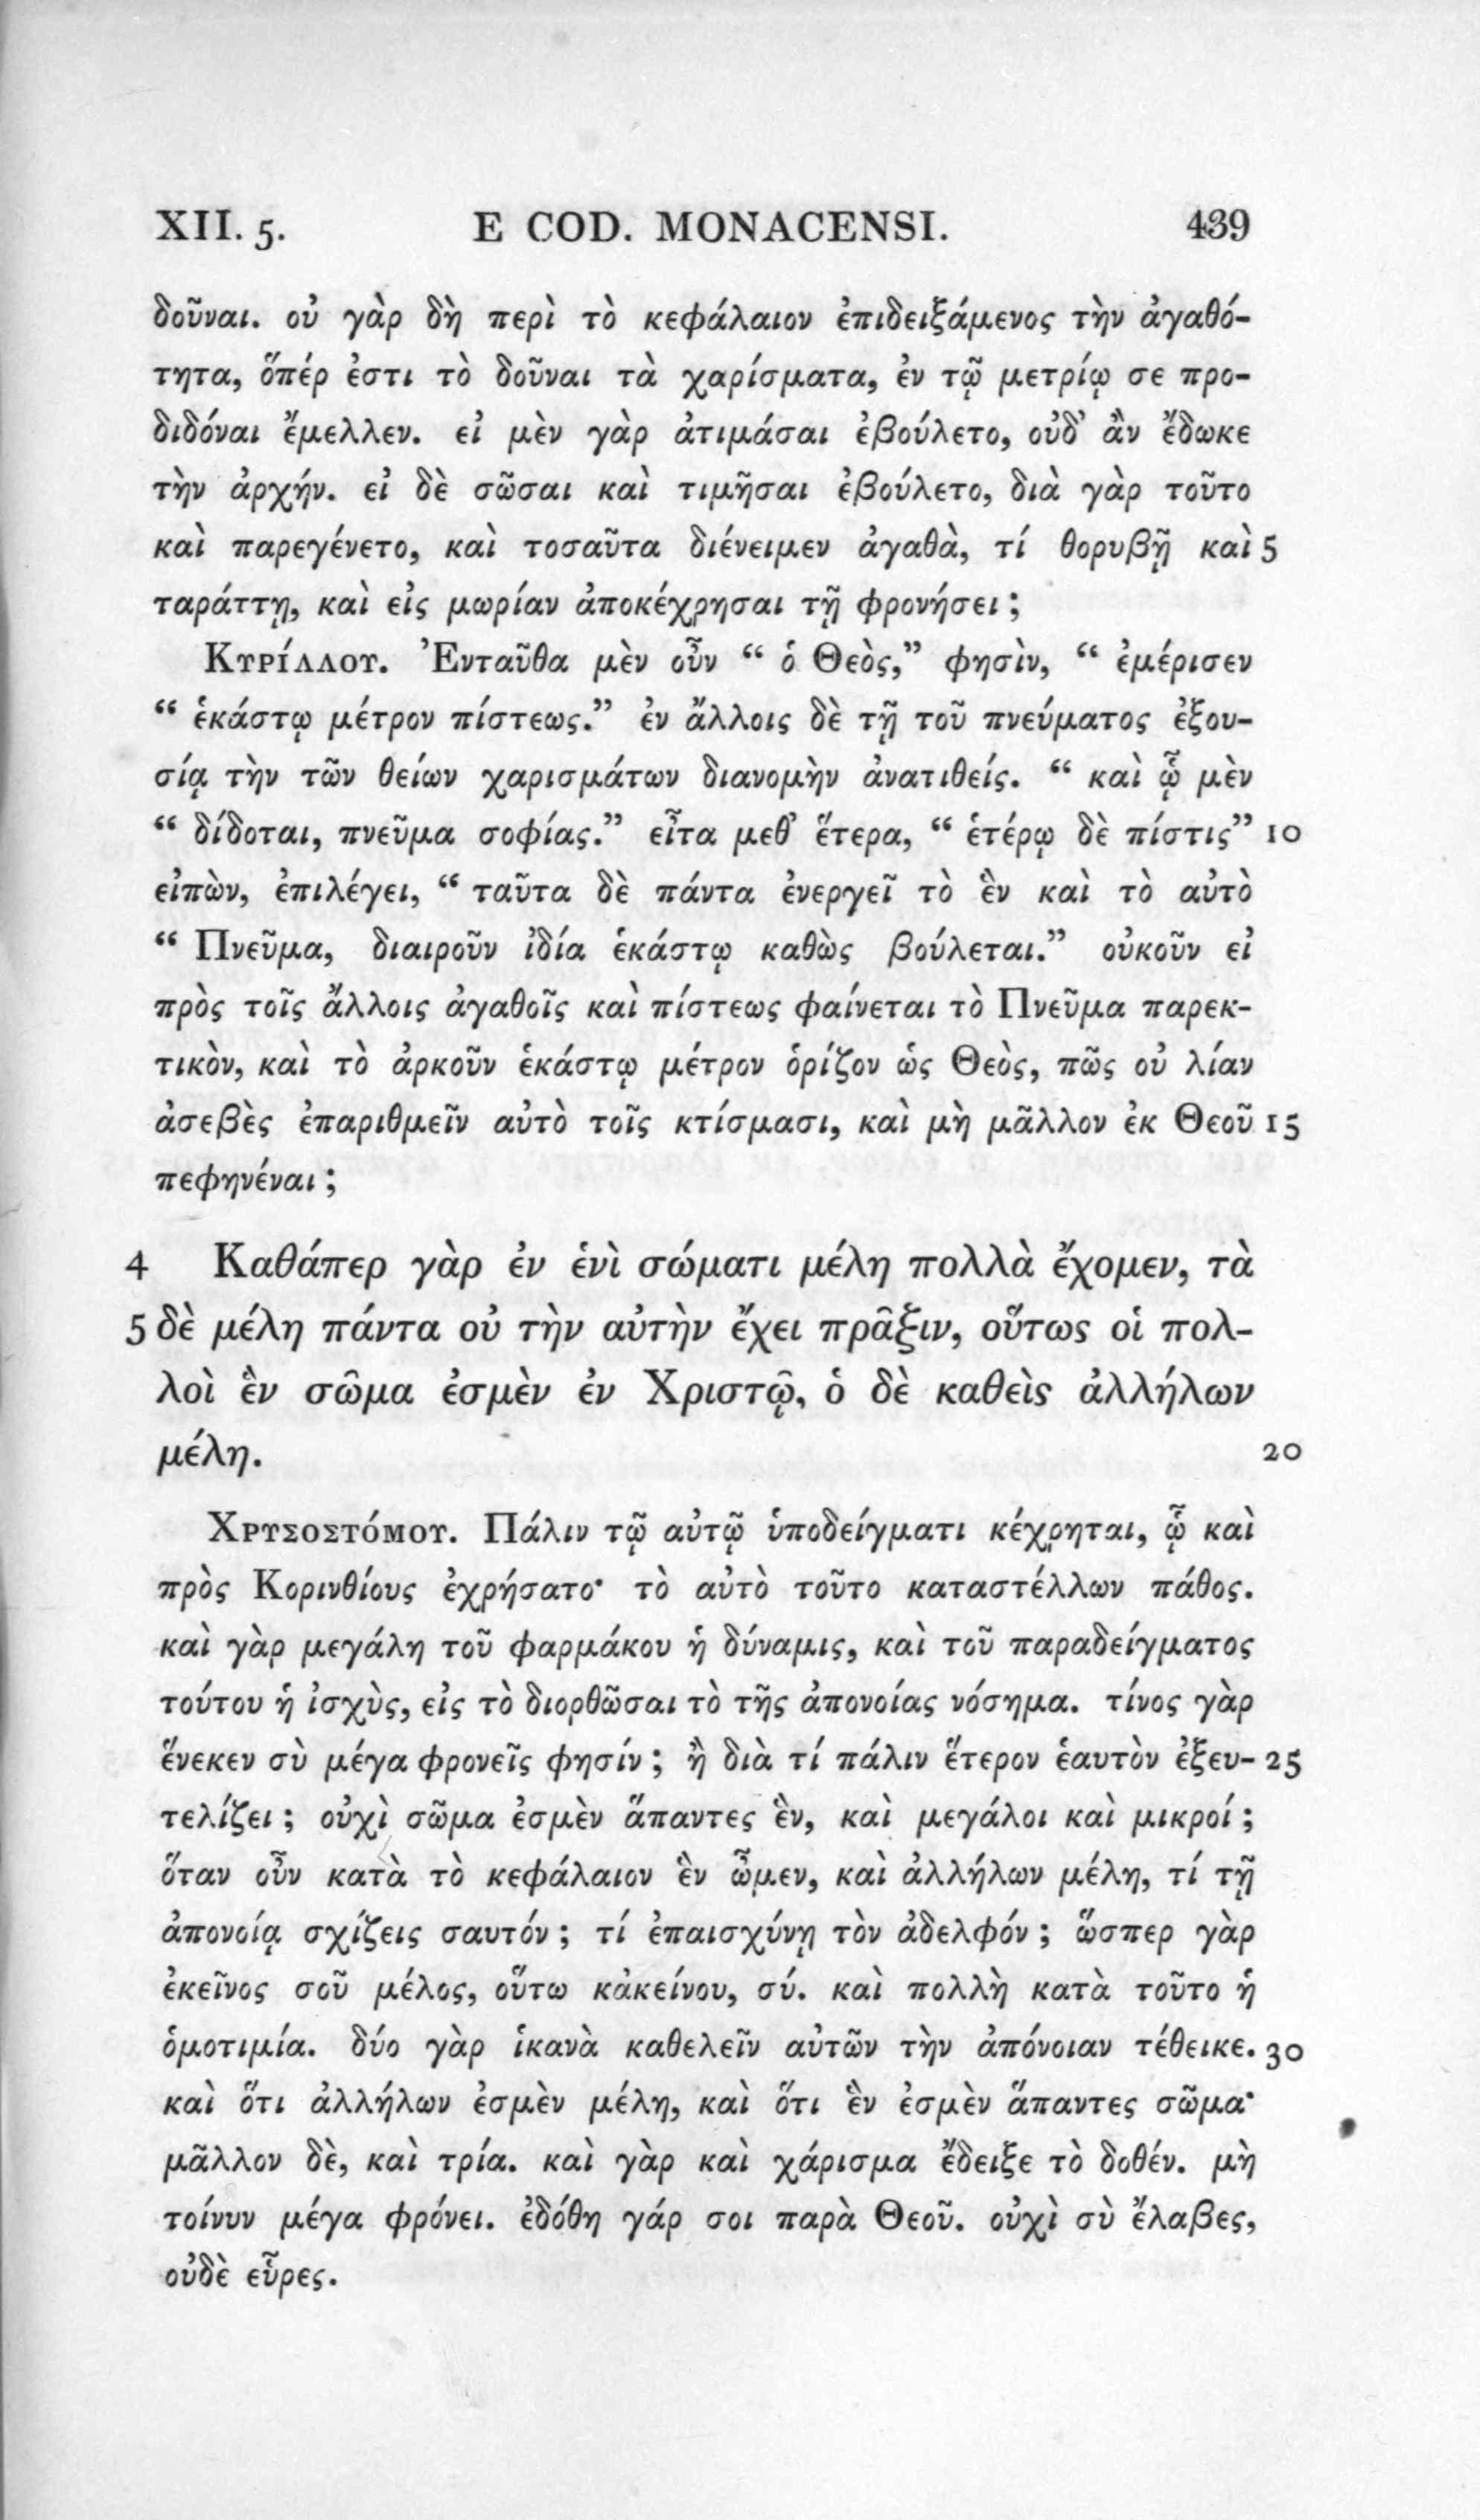 XII. 5. E COD. MONACENSI. 439
δοῦναι. οὐ γὰρ δὴ περὶ τὸ κεφάλαιον ἐπιδειξάμενος τὴν ἀγαθό-
τητα, ὅπέρ ἐστι τὸ δοῦναι τὰ χαρίσματα, ἐν τῷ μετρίῳ σε προ-
διδόναι ἔμελλεν. εἰ μὲν γὰρ ἀτιμάσαι ἐβούλετο, οὐδ' ἂν ἔδωκε
τὴν ἀρχήν. εἰ δὲ σῶσαι καὶ τιμῆσαι ἐβούλετο, διὰ γὰρ τοῦτο
καὶ παρεγένετο, καὶ τοσαῦτα διένειμεν ἀγαθὰ, τί θορυβῇ καὶ 5
ταράττῃ, καὶ εἰς μωρίαν ἀποκέχρησαι τῇ φρονήσει;
Κυρίλλου. Ἐνταῦθα μὲν οὖν “ ὁ Θεὸς,” φησὶν, “ ἐμέρισεν
“ ἑκάστῳ μέτρον πίστεως.” ἐν ἄλλοις δὲ τῇ τοῦ πνεύματος ἐξου-
σίᾳ τὴν τῶν θείων χαρισμάτων διανομὴν ἀνατιθείς. “ καὶ ᾧ μὲν
“ δίδοται, πνεῦμα σοφίας.” εἶτα μεθ' ἕτερα, “ ἑτέρῳ δὲ πίστις” 10
εἰπὼν, ἐπιλέγει, “ ταῦτα δὲ πάντα ἐνεργεῖ τὸ ἓν καὶ τὸ αὐτὸ
“ Πνεῦμα, διαιροῦν ἰδία ἑκάστῳ καθὼς βούλεται.” οὐκοῦν εἰ
πρὸς τοῖς ἄλλοις ἀγαθοῖς καὶ πίστεως φαίνεται τὸ Πνεῦμα παρεκ-
τικὸν, καὶ τὸ ἀρκοῦν ἑκάστῳ μέτρον ὁρίζον ὡς Θεὸς, πῶς οὐ λίαν
ἀσεβὲς ἐπαριθμεῖν αὐτὸ τοῖς κτίσμασι, καὶ μὴ μᾶλλον ἐκ Θεοῦ 15
πεφηνέναι;
4 Καθάπερ γὰρ ἐν ἑνὶ σώματι μέλη πολλὰ ἔχομεν, τὰ
5 δὲ μέλη πάντα οὐ τὴν αὐτὴν ἔχει πρᾶξιν, οὕτως οἱ πολ-
λοὶ ἓν σῶμα ἐσμὲν ἐν Χριστῷ, ὁ δὲ καθεὶς ἀλλήλων
μέλη. 20
Χρυσοστόμου. Πάλιν τῷ αὐτῷ ὑποδείγματι κέχρηται, ᾧ καὶ
πρὸς Κορινθίους ἐχρήσατο· τὸ αὐτὸ τοῦτο καταστέλλων πάθος.
καὶ γὰρ μεγάλη τοῦ φαρμάκου ἡ δύναμις, καὶ τοῦ παραδείγματος
τούτου ἡ ἰσχὺς, εἰς τὸ διορθῶσαι τὸ τῆς ἀπονοίας νόσημα. τίνος γὰρ
ἕνεκεν σὺ μέγα φρονεῖς φησίν; ἢ διὰ τί πάλιν ἕτερον ἑαυτὸν ἐξευ- 25
τελίζει; οὐχὶ σῶμα ἐσμὲν ἅπαντες ἓν, καὶ μεγάλοι καὶ μικροί;
ὅταν οὖν κατὰ τὸ κεφάλαιον ἓν ὦμεν, καὶ ἀλλήλων μέλη, τί τῇ
ἀπονοίᾳ σχίζεις σαυτόν; τί ἐπαισχύνῃ τὸν ἀδελφόν; ὥσπερ γὰρ
ἐκεῖνος σοῦ μέλος, οὕτω κἀκείνου, σύ. καὶ πολλὴ κατὰ τοῦτο ἡ
ὁμοτιμία. δύο γὰρ ἱκανὰ καθελεῖν αὐτῶν τὴν ἀπόνοιαν τέθεικε. 30
καὶ ὅτι ἀλλήλων ἐσμὲν μέλη, καὶ ὅτι ἓν ἐσμὲν ἅπαντες σῶμα·
μᾶλλον δὲ, καὶ τρία. καὶ γὰρ καὶ χάρισμα ἔδειξε τὸ δοθέν. μὴ
τοίνυν μέγα φρόνει. ἐδόθη γάρ σοι παρὰ Θεοῦ. οὐχὶ σὺ ἔλαβες,
οὐδὲ εὗρες.